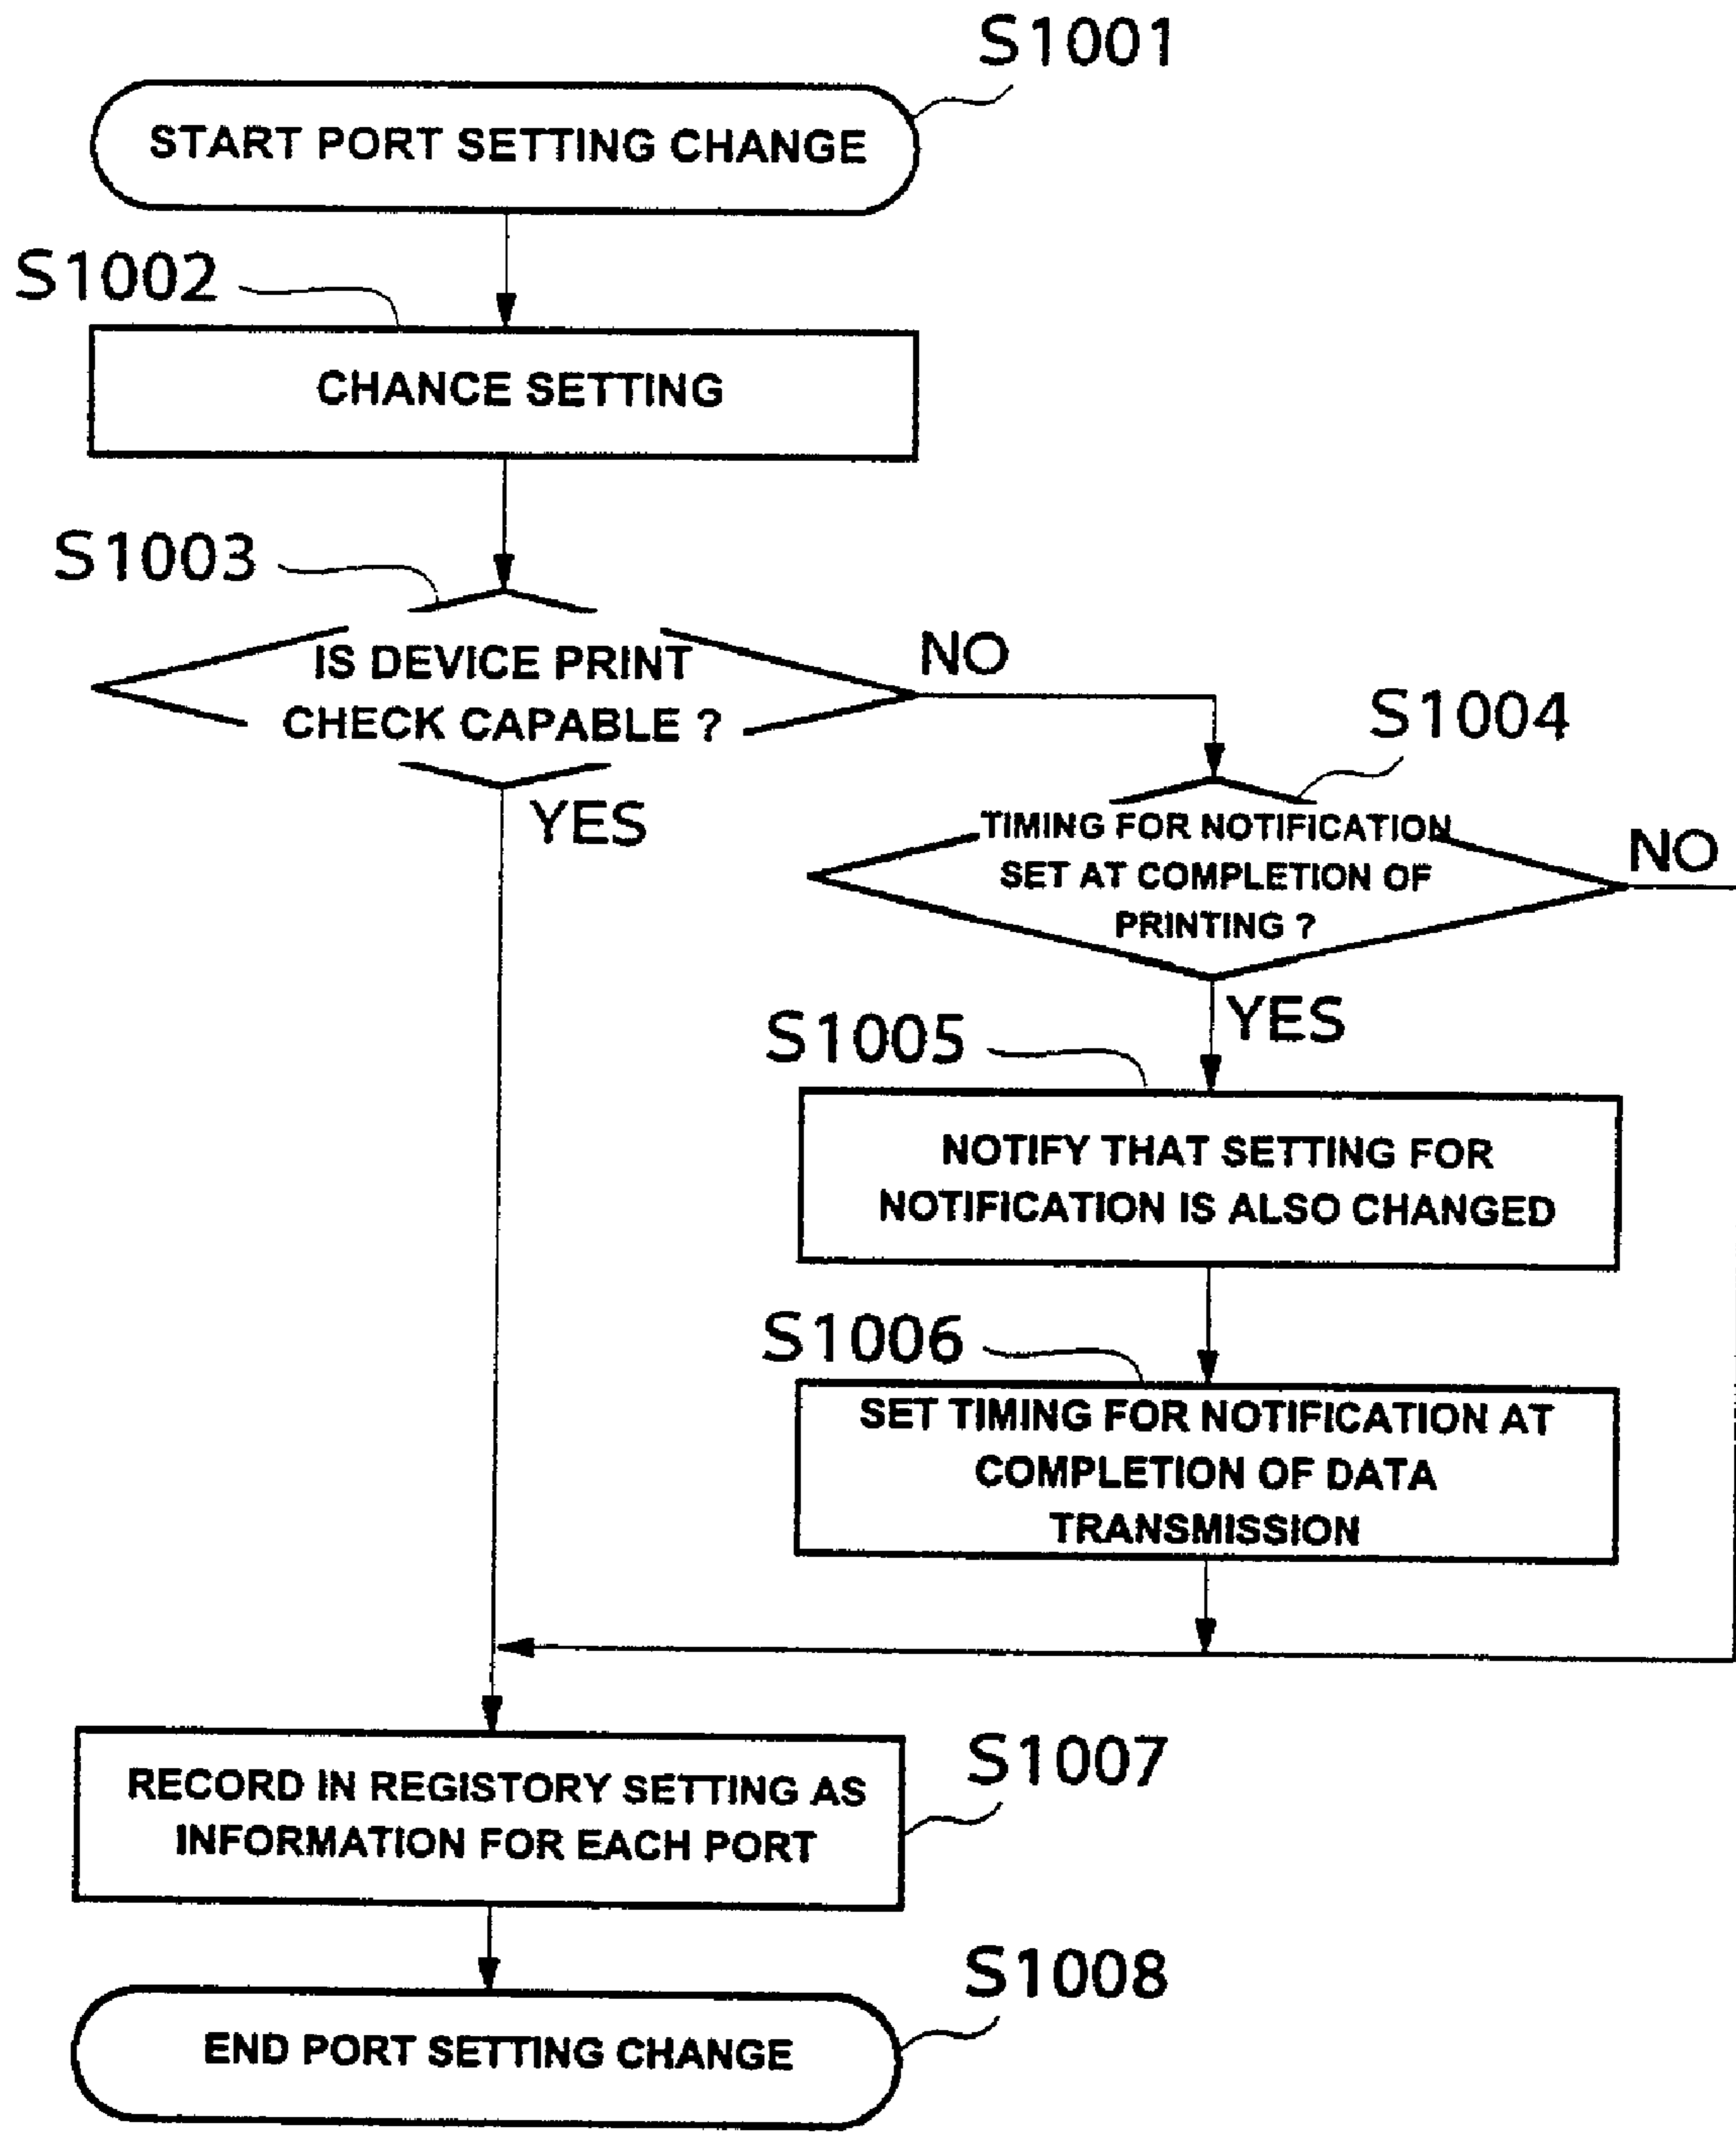 S1001
START PORT SETTING CHANGE
S1002
CHANCE SETTING
S1003
IS DEVICE PRINT
CHECK CAPABLE ?
NO
YES
S1004
TIMING FOR NOTIFICATION
SET AT COMPLETION OF
PRINTING ?
NO
YES
S1005
NOTIFY THAT SETTING FOR
NOTIFICATION IS ALSO CHANGED
S1006
SET TIMING FOR NOTIFICATION AT
COMPLETION OF DATA
TRANSMISSION
S1007
RECORD IN REGISTORY SETTING AS
INFORMATION FOR EACH PORT
S1008
END PORT SETTING CHANGE